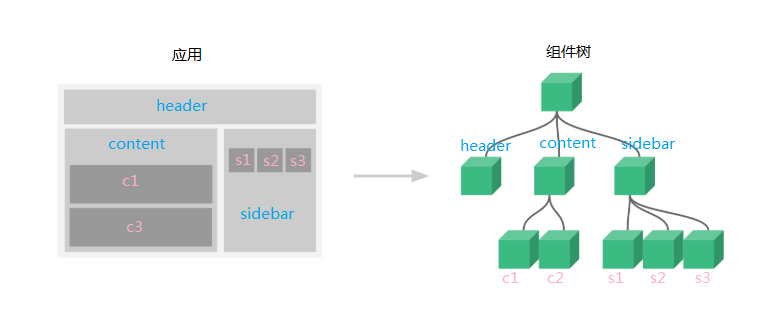 应用
header
content
c1
c3
s1 s2 s3
sidebar
组件树
header content sidebar
c1 c2 s1 s2 s3